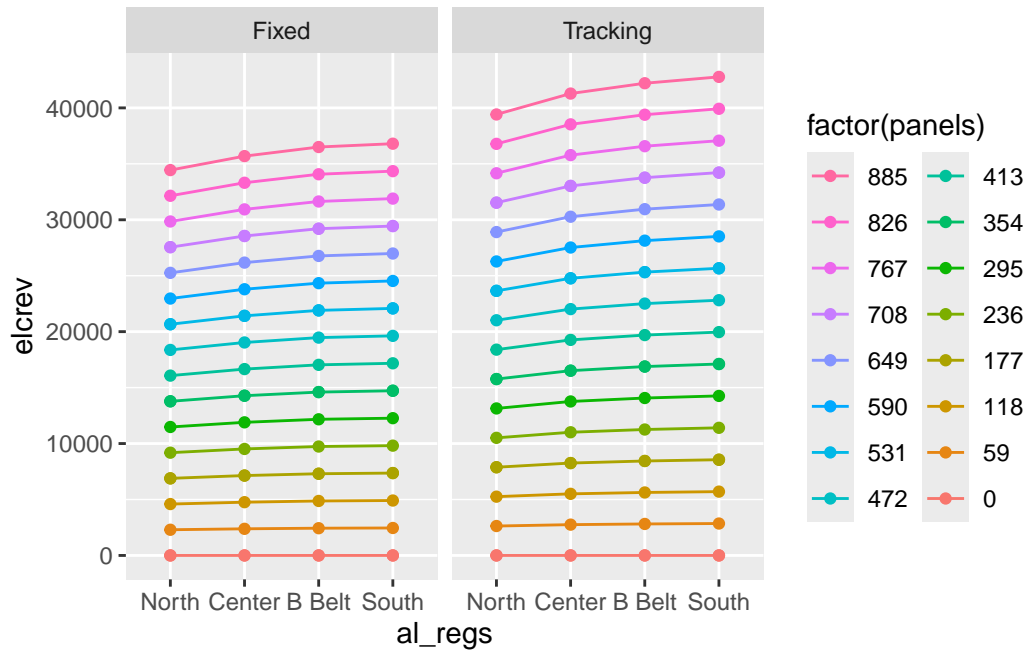 Fixed Tracking
40000
30000
20000
10000
0
elcrev
North Center B Belt South North Center B Belt South
al_regs
factor(panels)
885 413
826 354
767 295
708 236
649 177
590 118
531 59
472 0